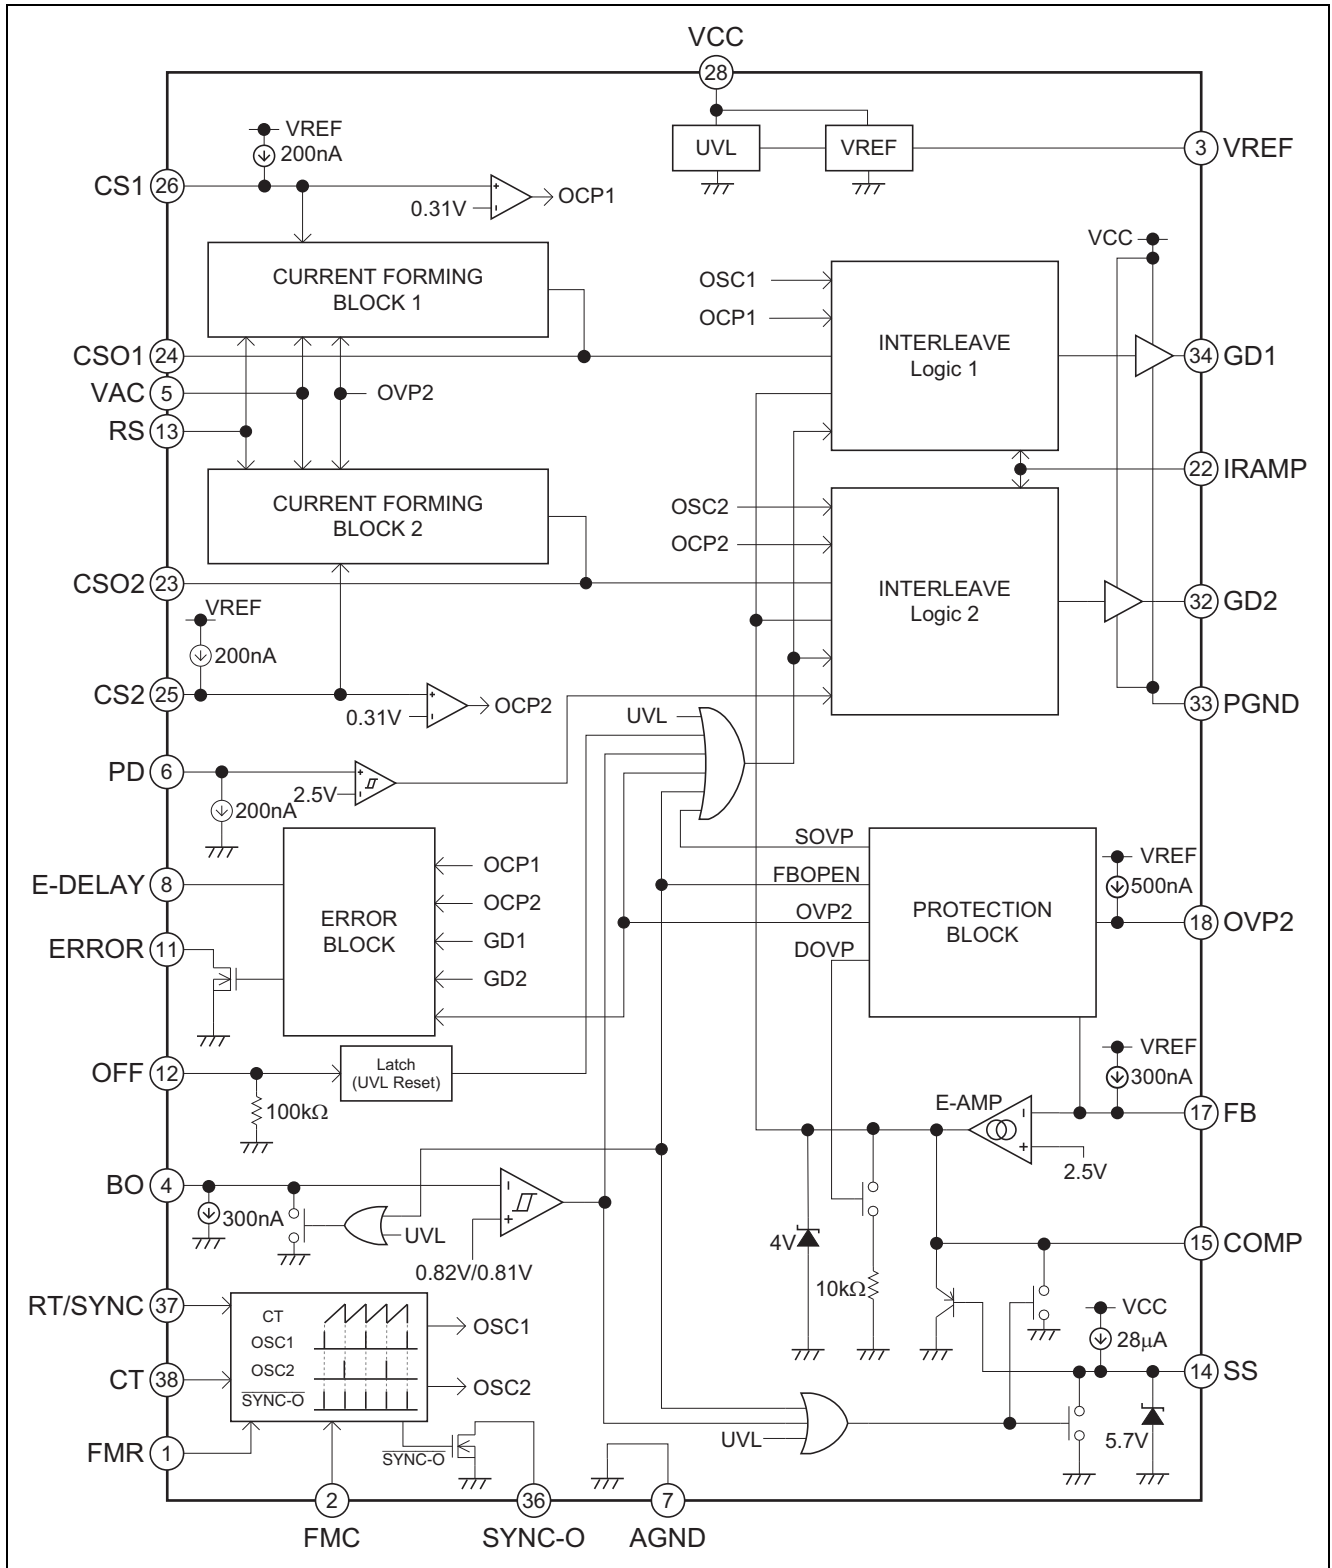 VCC
28
VREF
200nA
UVL
VREF
3 VREF
CS1 26
0.31V
OCP1
CURRENT FORMING
BLOCK 1
VCC
OSC1
OCP1
INTERLEAVE
Logic 1
CSO1 24
34 GD1
VAC 5
OVP2
RS 13
22 IRAMP
CURRENT FORMING
BLOCK 2
OSC2
OCP2
INTERLEAVE
Logic 2
CSO2 23
32 GD2
VREF
200nA
CS2 25
0.31V
OCP2
UVL
33 PGND
PD 6
2.5V
200nA
SOVP
FBOPEN
OVP2
DOVP
PROTECTION
BLOCK
VREF
500nA
18 OVP2
E-DELAY 8
ERROR
BLOCK
OCP1
OCP2
GD1
GD2
ERROR 11
OFF 12
Latch
(UVL Reset)
100kΩ
VREF
300nA
E-AMP
-
+
2.5V
17 FB
BO 4
300nA
UVL
0.82V/0.81V
4V
10kΩ
15 COMP
RT/SYNC 37
CT
OSC1
OSC2
SYNC-O
OSC1
OSC2
CT 38
VCC
28μA
14 SS
5.7V
UVL
FMR 1
SYNC-O
2
FMC
36
SYNC-O
7
AGND